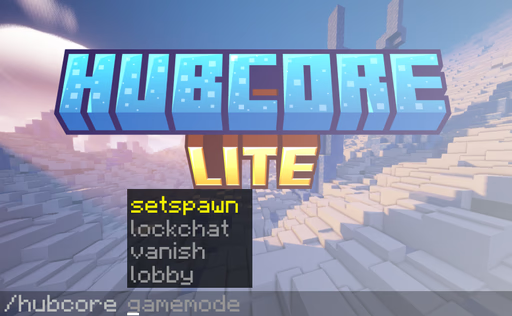 HUBCORE
LITE
setspawn
lockchat
vanish
lobby
/hubcore gamemode